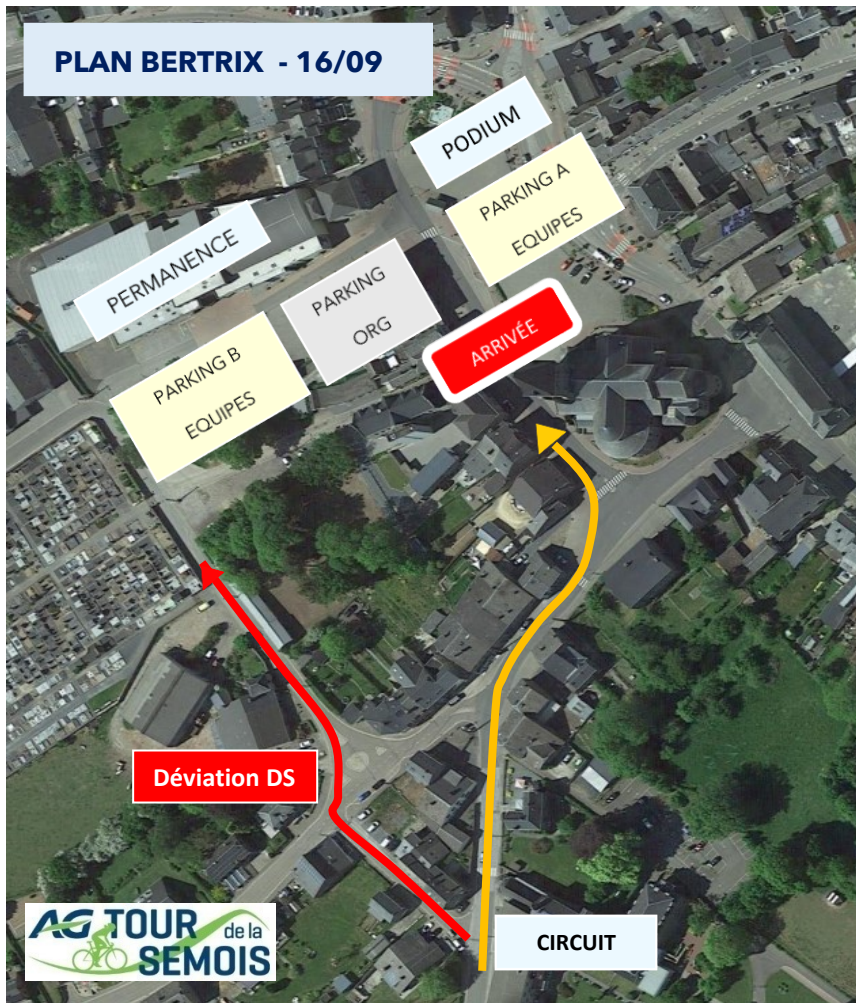 PLAN BERTRIX - 16/09
PODIUM
PARKING A
EQUIPES
PERMANENCE
PARKING
ORG
ARRIVÉE
PARKING B
EQUIPES
Déviation DS
CIRCUIT
AG TOUR de la
SEMOIS